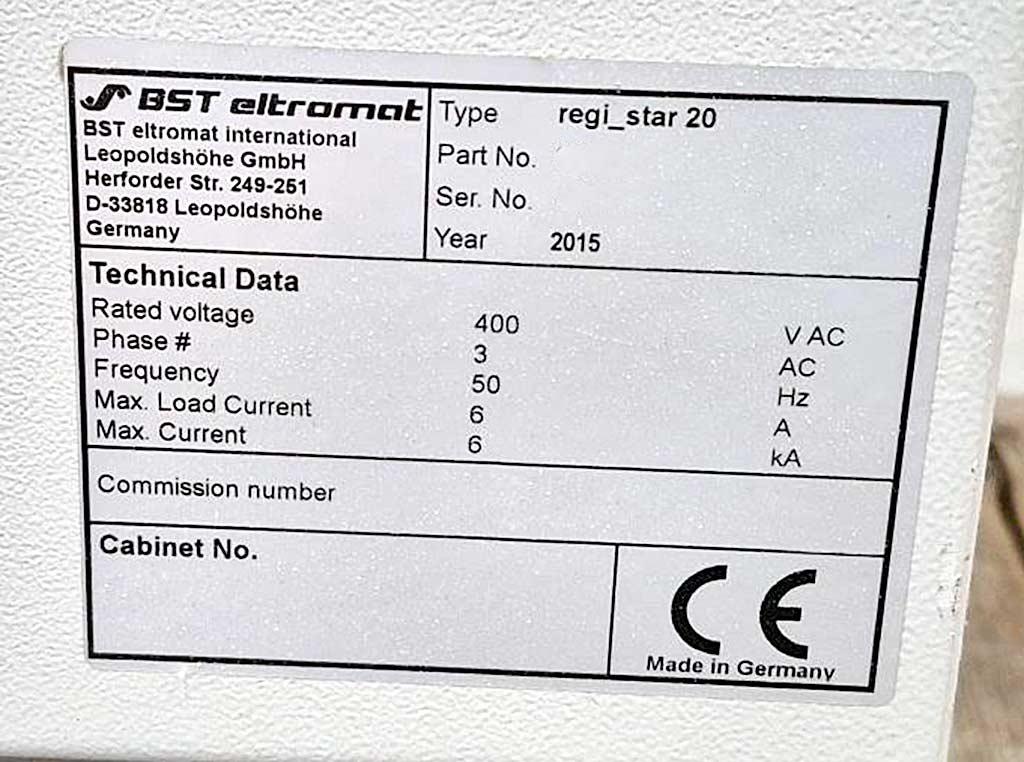 BST eltromat
BST eltromat international
Leopoldshöhe GmbH
Herforder Str. 249-251
D-33818 Leopoldshöhe
Germany
Type regi_star 20
Part No.
Ser. No.
Year 2015
Technical Data
Rated voltage 400 V AC
Phase # 3 AC
Frequency 50 Hz
Max. Load Current 6 A
Max. Current 6 kA
Commission number
Cabinet No.
CE
Made in Germany